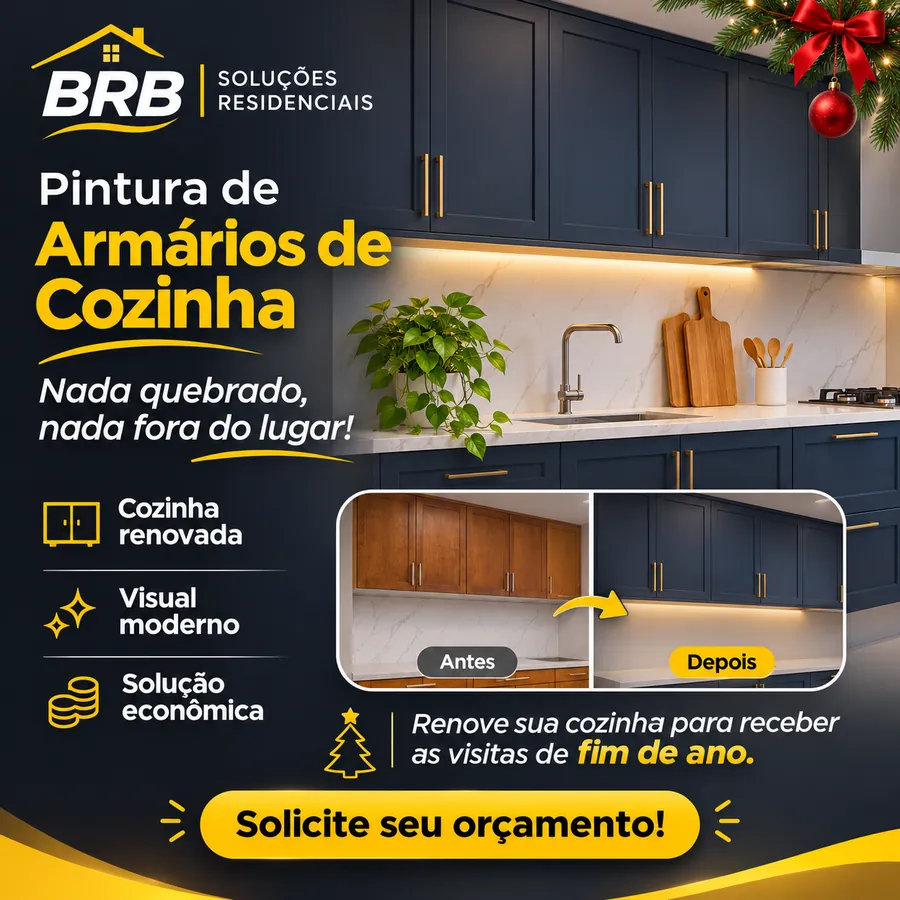 BRB
SOLUÇÕES
RESIDENCIAIS
Pintura de
Armários de
Cozinha
Nada quebrado,
nada fora do lugar!
Cozinha
renovada
Visual
moderno
Solução
econômica
Antes
Depois
Renove sua cozinha para receber
as visitas de fim de ano.
Solicite seu orçamento!